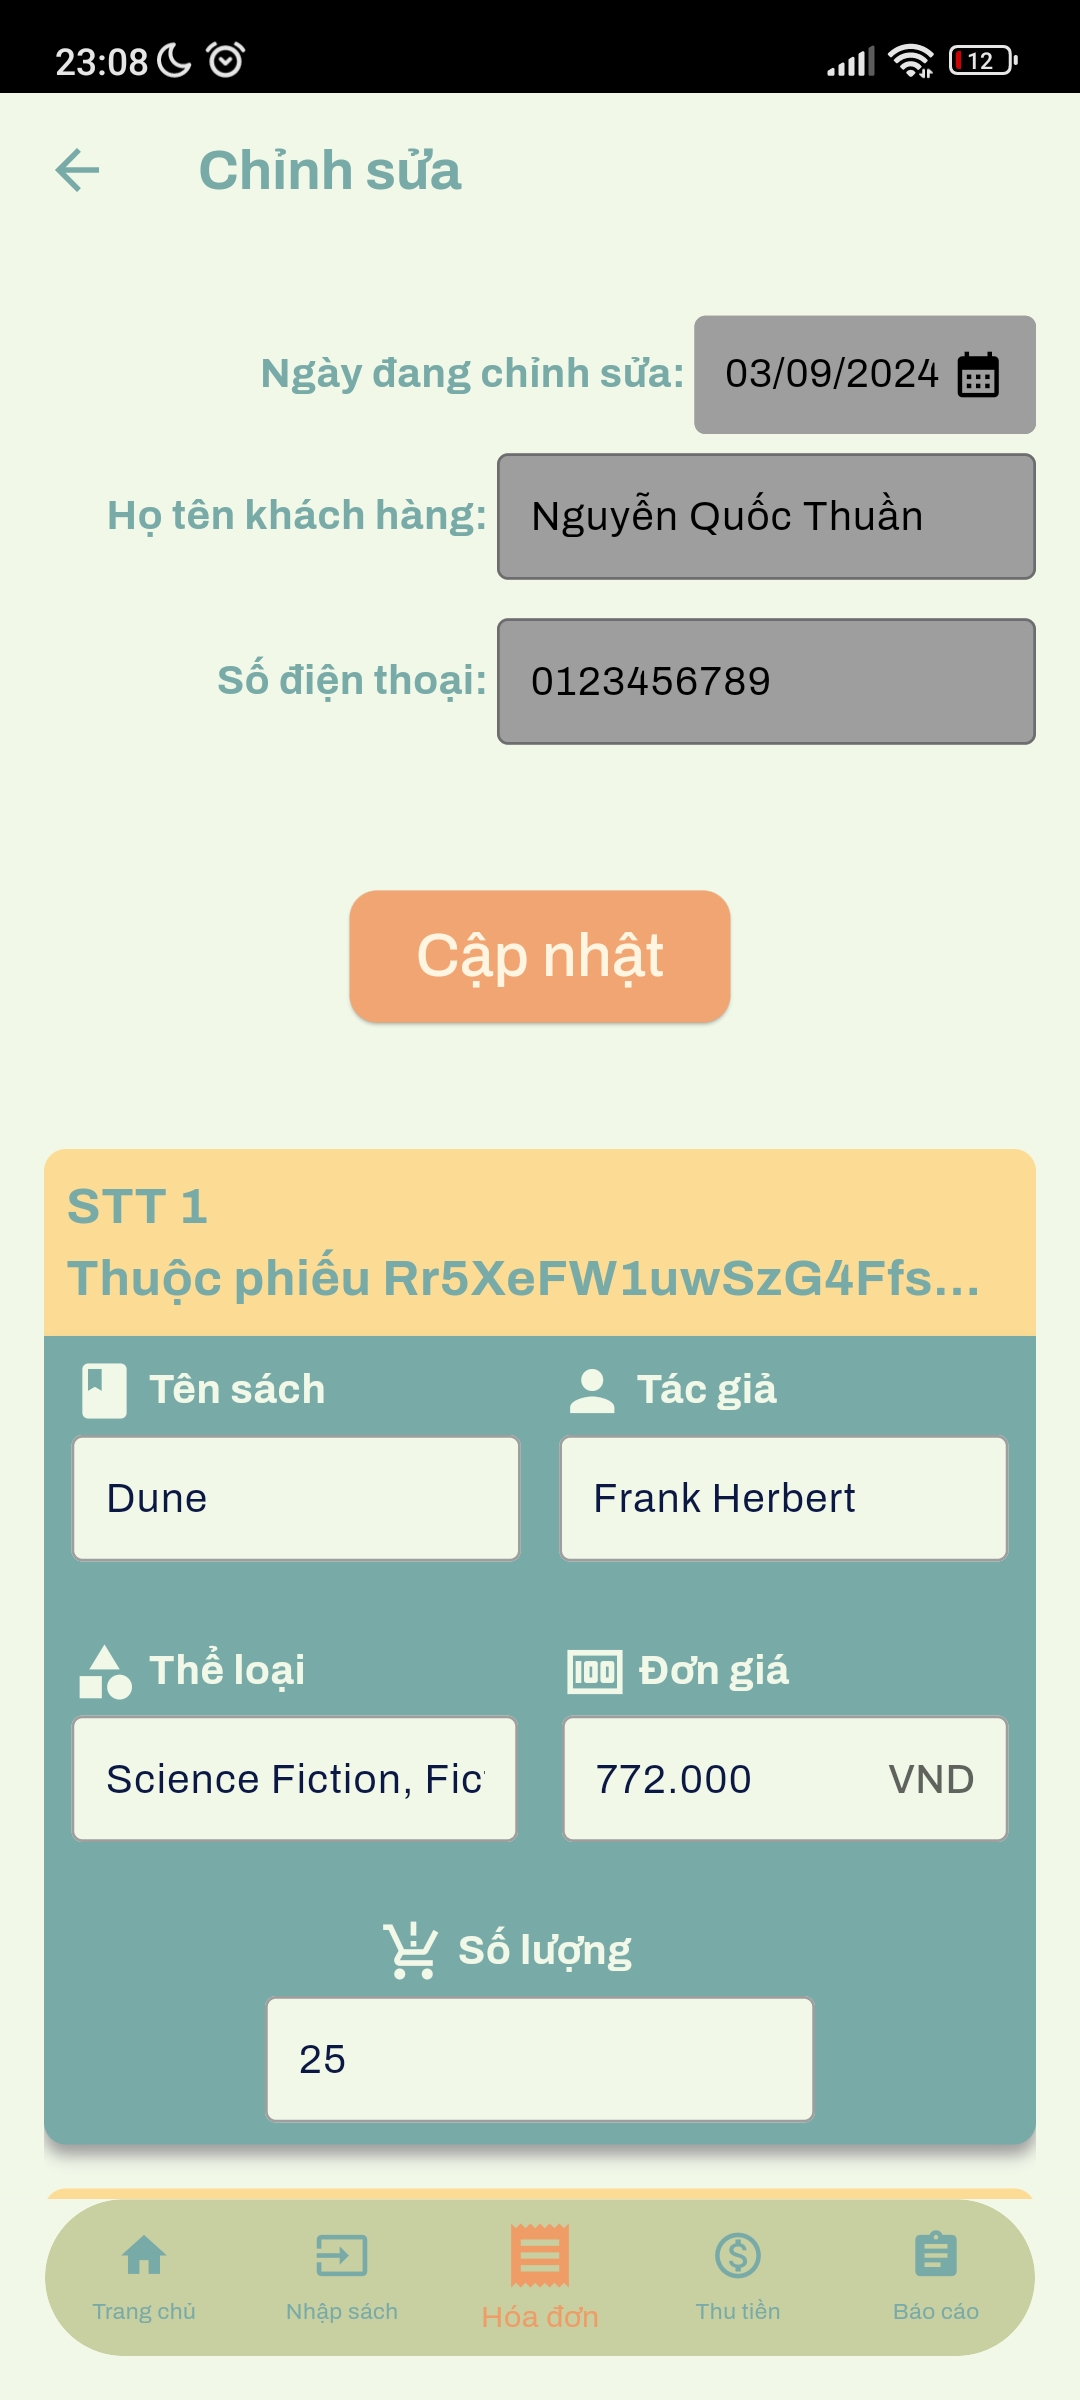 23:08
12
Chỉnh sửa
Ngày đang chỉnh sửa: 03/09/2024
Họ tên khách hàng: Nguyễn Quốc Thuần
Số điện thoại: 0123456789
Cập nhật
STT 1
Thuộc phiếu Rr5XeFW1uwSzG4Ffs...
Tên sách Tác giả
Dune Frank Herbert
Thể loại 100 Đơn giá
Science Fiction, 772.000 VND
Số lượng
25
Trang chủ Nhập sách Hóa đơn Thu tiền Báo cáo